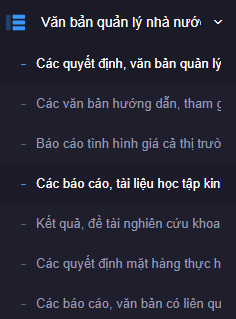 Văn bản quản lý nhà nướ
– Các quyết định, văn bản quản lý
– Các văn bản hướng dẫn, tham g
– Báo cáo tình hình giá cả thị trườ
– Các báo cáo, tài liệu học tập kin
– Kết quả, đề tài nghiên cứu khoa
– Các quyết định mặt hàng thực h
– Các báo cáo, văn bản có liên qu